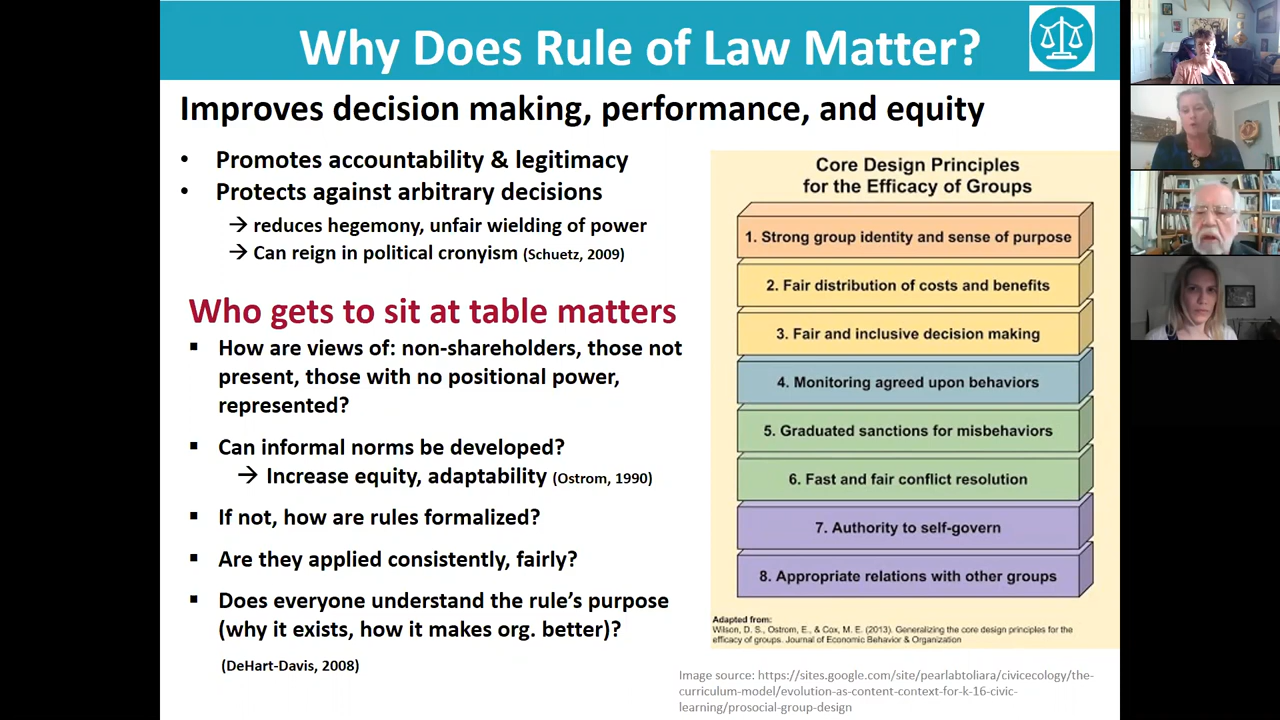 Why Does Rule of Law Matter?
Improves decision making, performance, and equity
• Promotes accountability & legitimacy
• Protects against arbitrary decisions
→ reduces hegemony, unfair wielding of power
→ Can reign in political cronyism (Schuetz, 2009)
Who gets to sit at table matters
▪ How are views of: non-shareholders, those not
present, those with no positional power,
represented?
▪ Can informal norms be developed?
→ Increase equity, adaptability (Ostrom, 1990)
▪ If not, how are rules formalized?
▪ Are they applied consistently, fairly?
▪ Does everyone understand the rule's purpose
(why it exists, how it makes org. better)?
(DeHart-Davis, 2008)
Core Design Principles
for the Efficacy of Groups
1. Strong group identity and sense of purpose
2. Fair distribution of costs and benefits
3. Fair and inclusive decision making
4. Monitoring agreed upon behaviors
5. Graduated sanctions for misbehaviors
6. Fast and fair conflict resolution
7. Authority to self-govern
8. Appropriate relations with other groups
Adapted from:
Wilson, D. S., Ostrom, E., & Cox, M. E. (2013). Generalizing the core design principles for the
efficacy of groups. Journal of Economic Behavior & Organization
Image source: https://sites.google.com/site/pearlabtoliara/civicecology/the-
curriculum-model/evolution-as-content-context-for-k-16-civic-
learning/prosocial-group-design